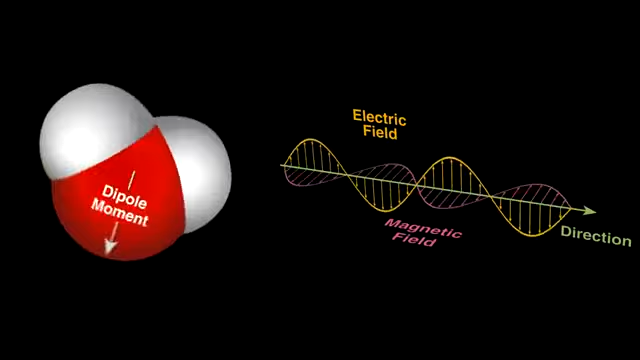 Dipole
Moment
Electric
Field
Magnetic
Field
Direction